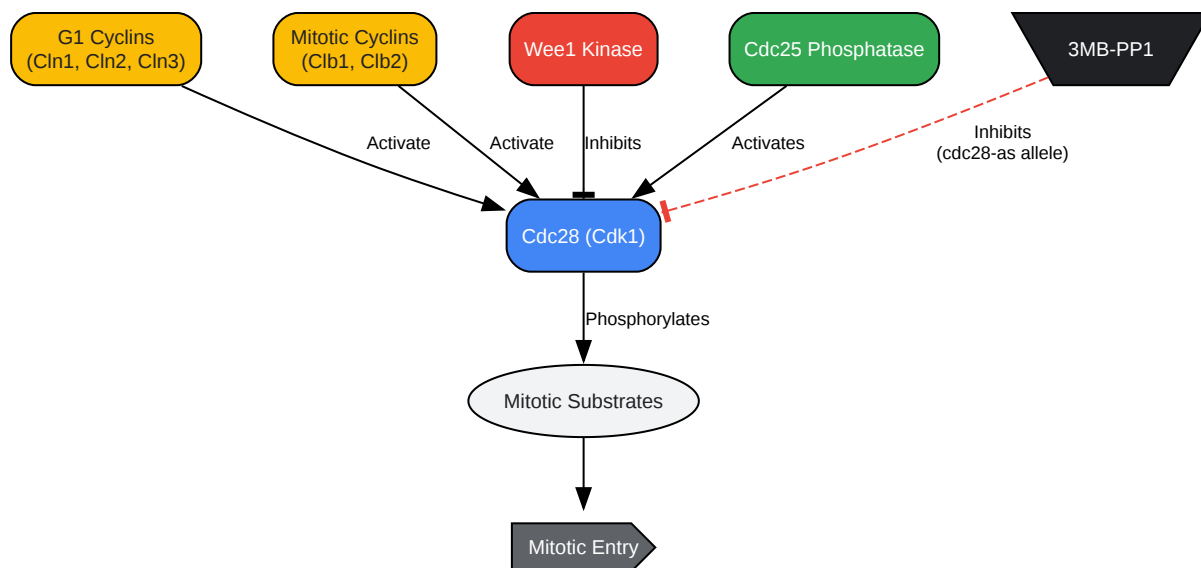 G1 Cyclins
(Cln1, Cln2, Cln3)
Mitotic Cyclins
(Clb1, Clb2)
Wee1 Kinase
Cdc25 Phosphatase
3MB-PP1
Activate
Activate
Inhibits
Activates
Inhibits
(cdc28-as allele)
Cdc28 (Cdk1)
Phosphorylates
Mitotic Substrates
Mitotic Entry